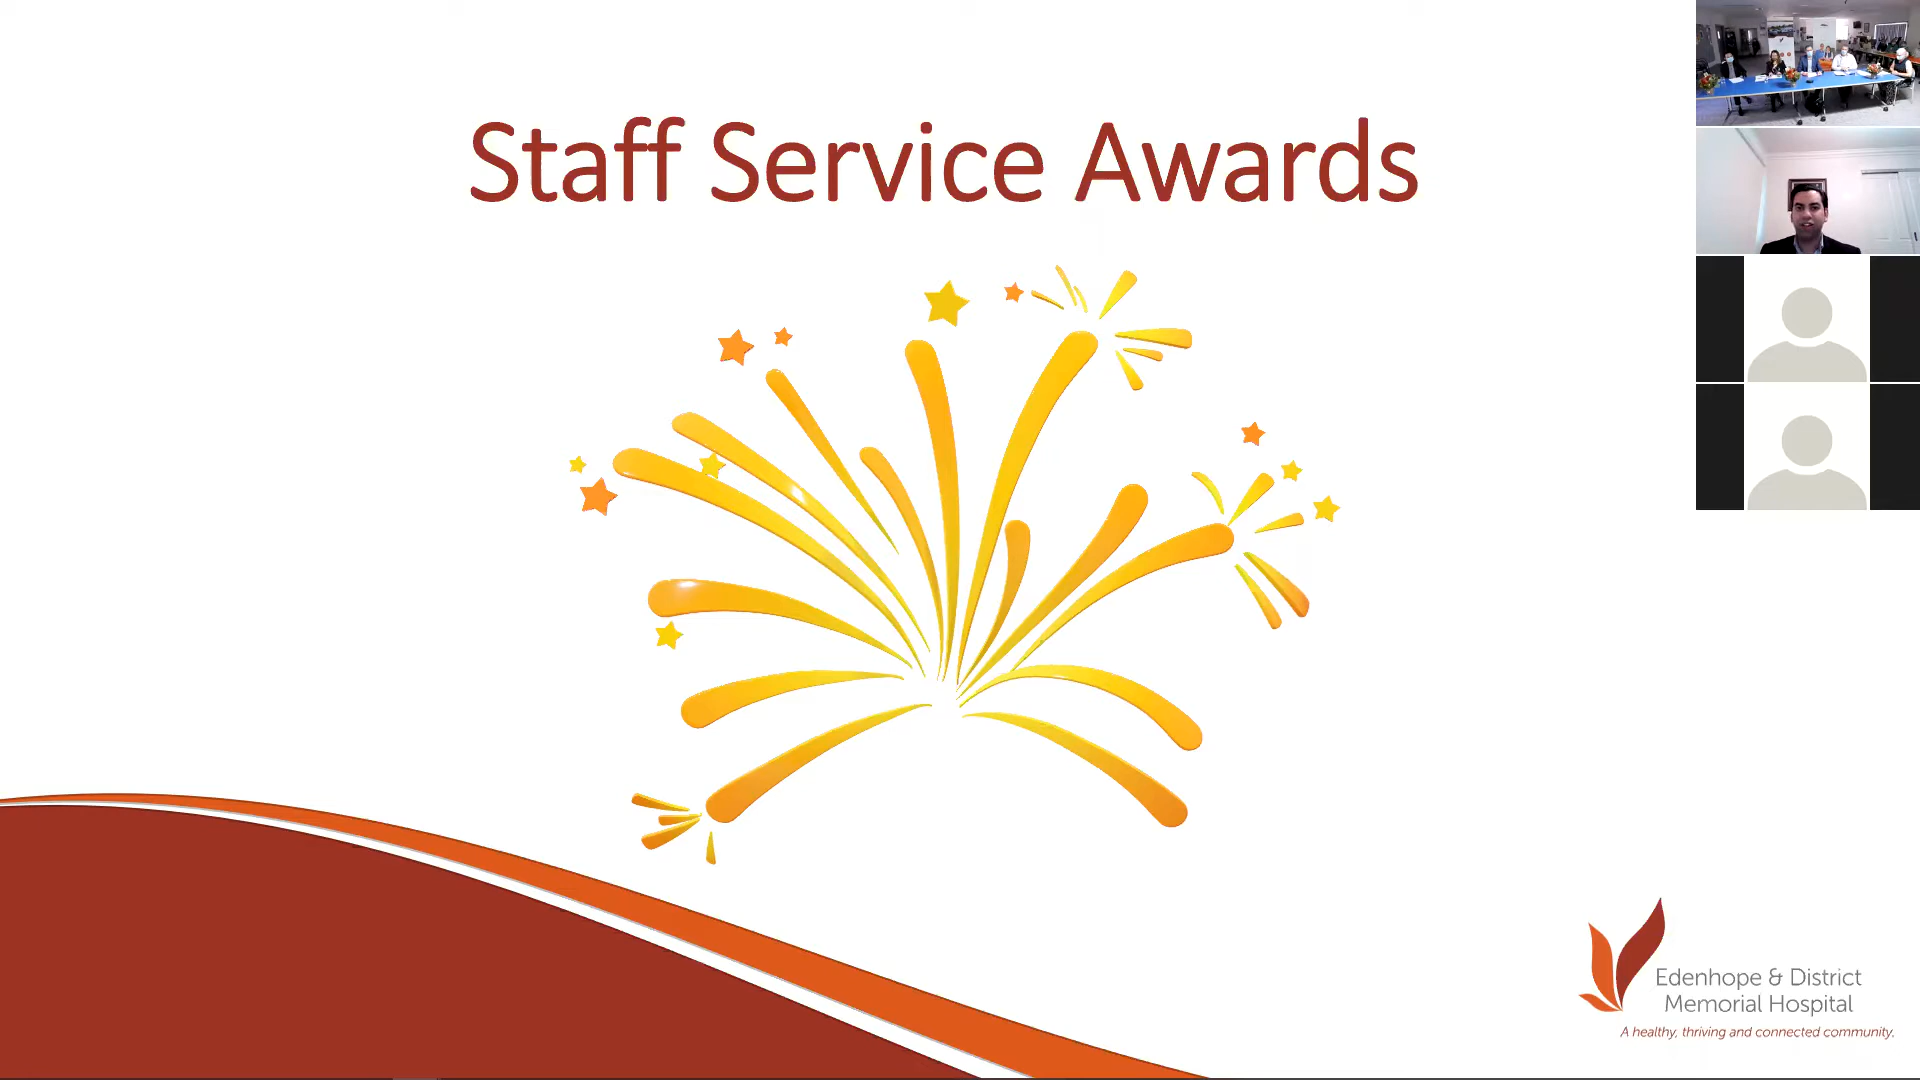 Staff Service Awards
Edenhope & District
Memorial Hospital
A healthy, thriving and connected community.